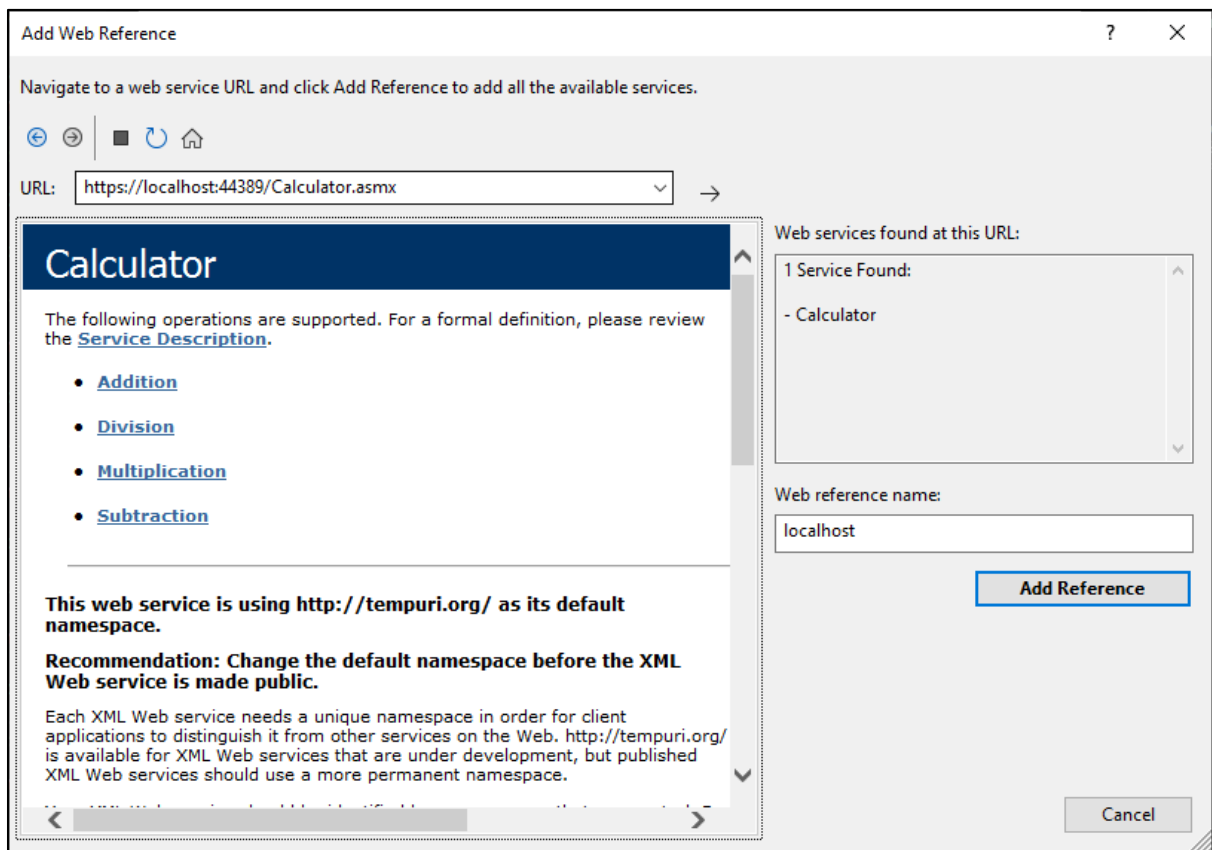 Add Web Reference
?
Navigate to a web service URL and click Add Reference to add all the available services.
URL:
https://localhost:44389/Calculator.asmx
Calculator
The following operations are supported. For a formal definition, please review
the Service Description.
Addition
Division
Multiplication
Subtraction
This web service is using http://tempuri.org/ as its default
namespace.
Recommendation: Change the default namespace before the XML
Web service is made public.
Each XML Web service needs a unique namespace in order for client
applications to distinguish it from other services on the Web. http://tempuri.org/
is available for XML Web services that are under development, but published
XML Web services should use a more permanent namespace.
Web services found at this URL:
1 Service Found:
- Calculator
Web reference name:
localhost
Add Reference
Cancel